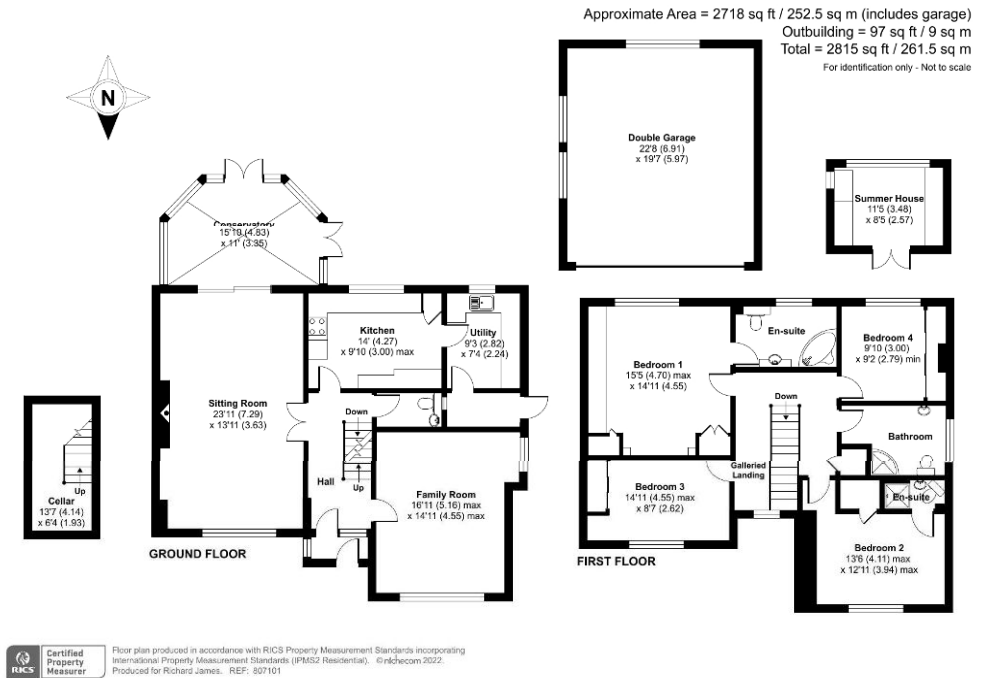 Approximate Area = 2718 sq ft / 252.5 sq m (includes garage)
Outbuilding = 97 sq ft / 9 sq m
Total = 2815 sq ft / 261.5 sq m
For identification only - Not to scale
N
Double Garage
22'8 (6.91)
x 19'7 (5.97)
Summer House
11'5 (3.48)
x 8'5 (2.57)
Conservatory
15'10 (4.83)
x 11' (3.35)
Kitchen
14' (4.27)
x 9'10 (3.00) max
Utility
9'3 (2.82)
x 7'4 (2.24)
Sitting Room
23'11 (7.29)
x 13'11 (3.63)
Down
Up
Hall
Family Room
16'11 (5.16) max
x 14'11 (4.55) max
Up
Cellar
13'7 (4.14)
x 6'4 (1.93)
GROUND FLOOR
En-suite
Bedroom 4
9'10 (3.00)
x 9'2 (2.79) min
Bedroom 1
15'5 (4.70) max
x 14'11 (4.55)
Down
Bathroom
Galleried
Landing
Bedroom 3
14'11 (4.55) max
x 8'7 (2.62)
En-suite
Bedroom 2
13'6 (4.11) max
x 12'11 (3.94) max
FIRST FLOOR
RICS
Certified
Property
Measurer
Floor plan produced in accordance with RICS Property Measurement Standards incorporating
International Property Measurement Standards (IPMS2 Residential). © nichecom 2022.
Produced for Richard James. REF: 807101